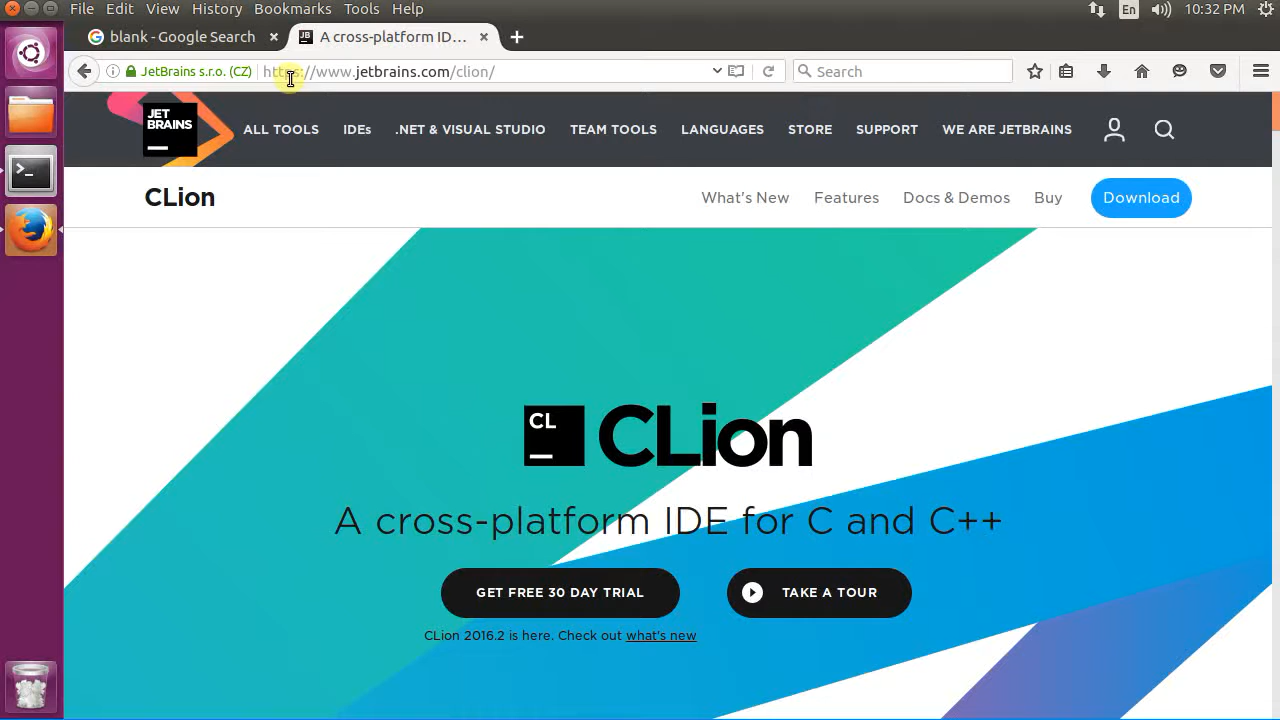 File Edit View History Bookmarks Tools Help En 10:32 PM
blank - Google Search A cross-platform ID...
JetBrains s.r.o. (CZ) https://www.jetbrains.com/clion/ Search
JET
BRAINS
ALL TOOLS IDEs .NET & VISUAL STUDIO TEAM TOOLS LANGUAGES STORE SUPPORT WE ARE JETBRAINS
CLion What's New Features Docs & Demos Buy Download
CL
CLion
A cross-platform IDE for C and C++
GET FREE 30 DAY TRIAL TAKE A TOUR
CLion 2016.2 is here. Check out what's new